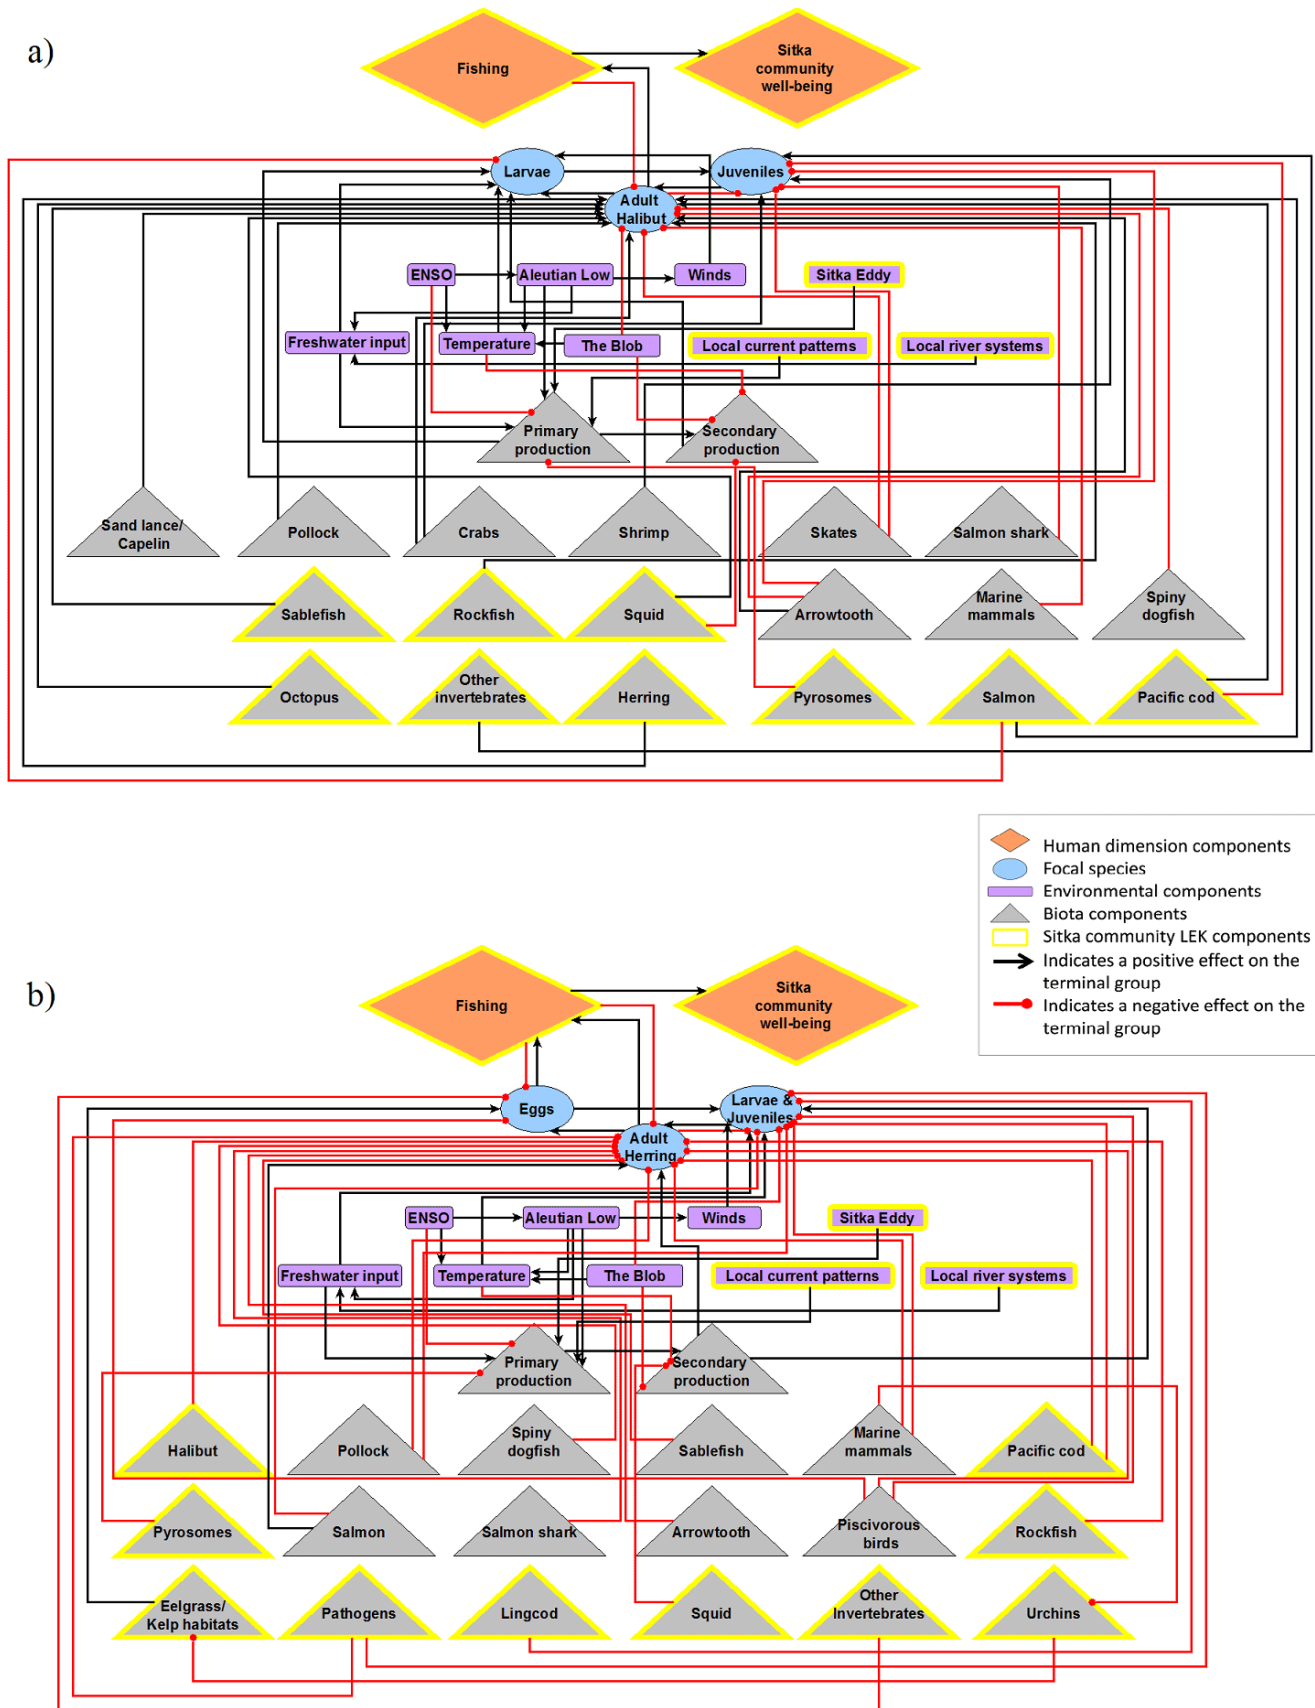 a)
Fishing
Sitka
community
well-being
Larvae
Juveniles
Adult
Halibut
ENSO
Aleutian Low
Winds
Sitka Eddy
Freshwater input
Temperature
The Blob
Local current patterns
Local river systems
Primary
production
Secondary
production
Sand lance/
Capelin
Pollock
Crabs
Shrimp
Skates
Salmon shark
Sablefish
Rockfish
Squid
Arrowtooth
Marine
mammals
Spiny
dogfish
Octopus
Other
invertebrates
Herring
Pyrosomes
Salmon
Pacific cod
Human dimension components
Focal species
Environmental components
Biota components
Sitka community LEK components
Indicates a positive effect on the
terminal group
Indicates a negative effect on the
terminal group
b)
Fishing
Sitka
community
well-being
Eggs
Larvae &
Juveniles
Adult
Herring
ENSO
Aleutian Low
Winds
Sitka Eddy
Freshwater input
Temperature
The Blob
Local current patterns
Local river systems
Primary
production
Secondary
production
Halibut
Pollock
Spiny
dogfish
Sablefish
Marine
mammals
Pacific cod
Pyrosomes
Salmon
Salmon shark
Arrowtooth
Piscivorous
birds
Rockfish
Eelgrass/
Kelp habitats
Pathogens
Lingcod
Squid
Other
Invertebrates
Urchins